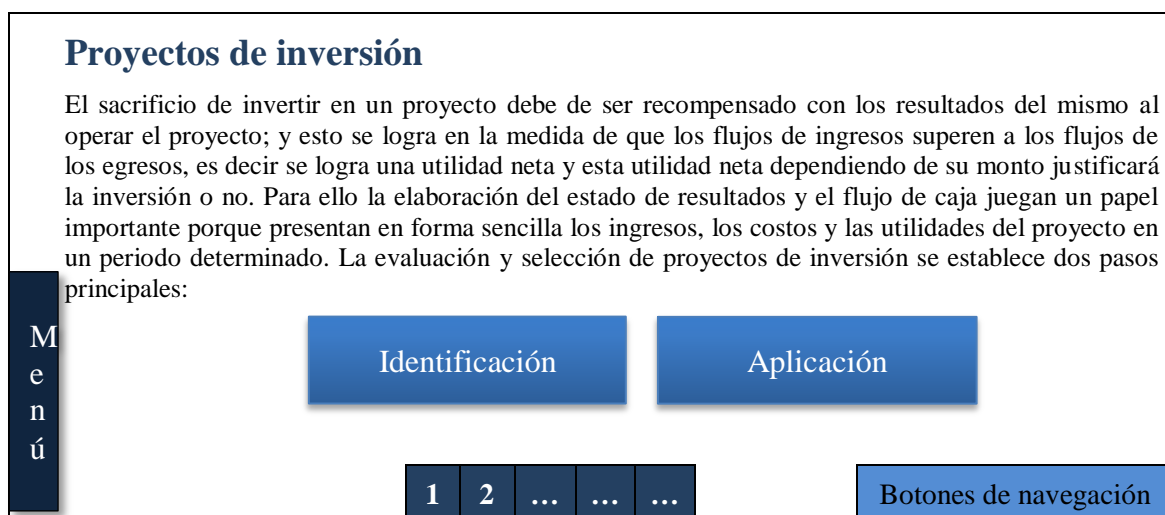 Proyectos de inversión
El sacrificio de invertir en un proyecto debe de ser recompensado con los resultados del mismo al
operar el proyecto; y esto se logra en la medida de que los flujos de ingresos superen a los flujos de
los egresos, es decir se logra una utilidad neta y esta utilidad neta dependiendo de su monto justificará
la inversión o no. Para ello la elaboración del estado de resultados y el flujo de caja juegan un papel
importante porque presentan en forma sencilla los ingresos, los costos y las utilidades del proyecto en
un periodo determinado. La evaluación y selección de proyectos de inversión se establece dos pasos
principales:
Menú
Identificación
Aplicación
1 2 ... ... ...
Botones de navegación